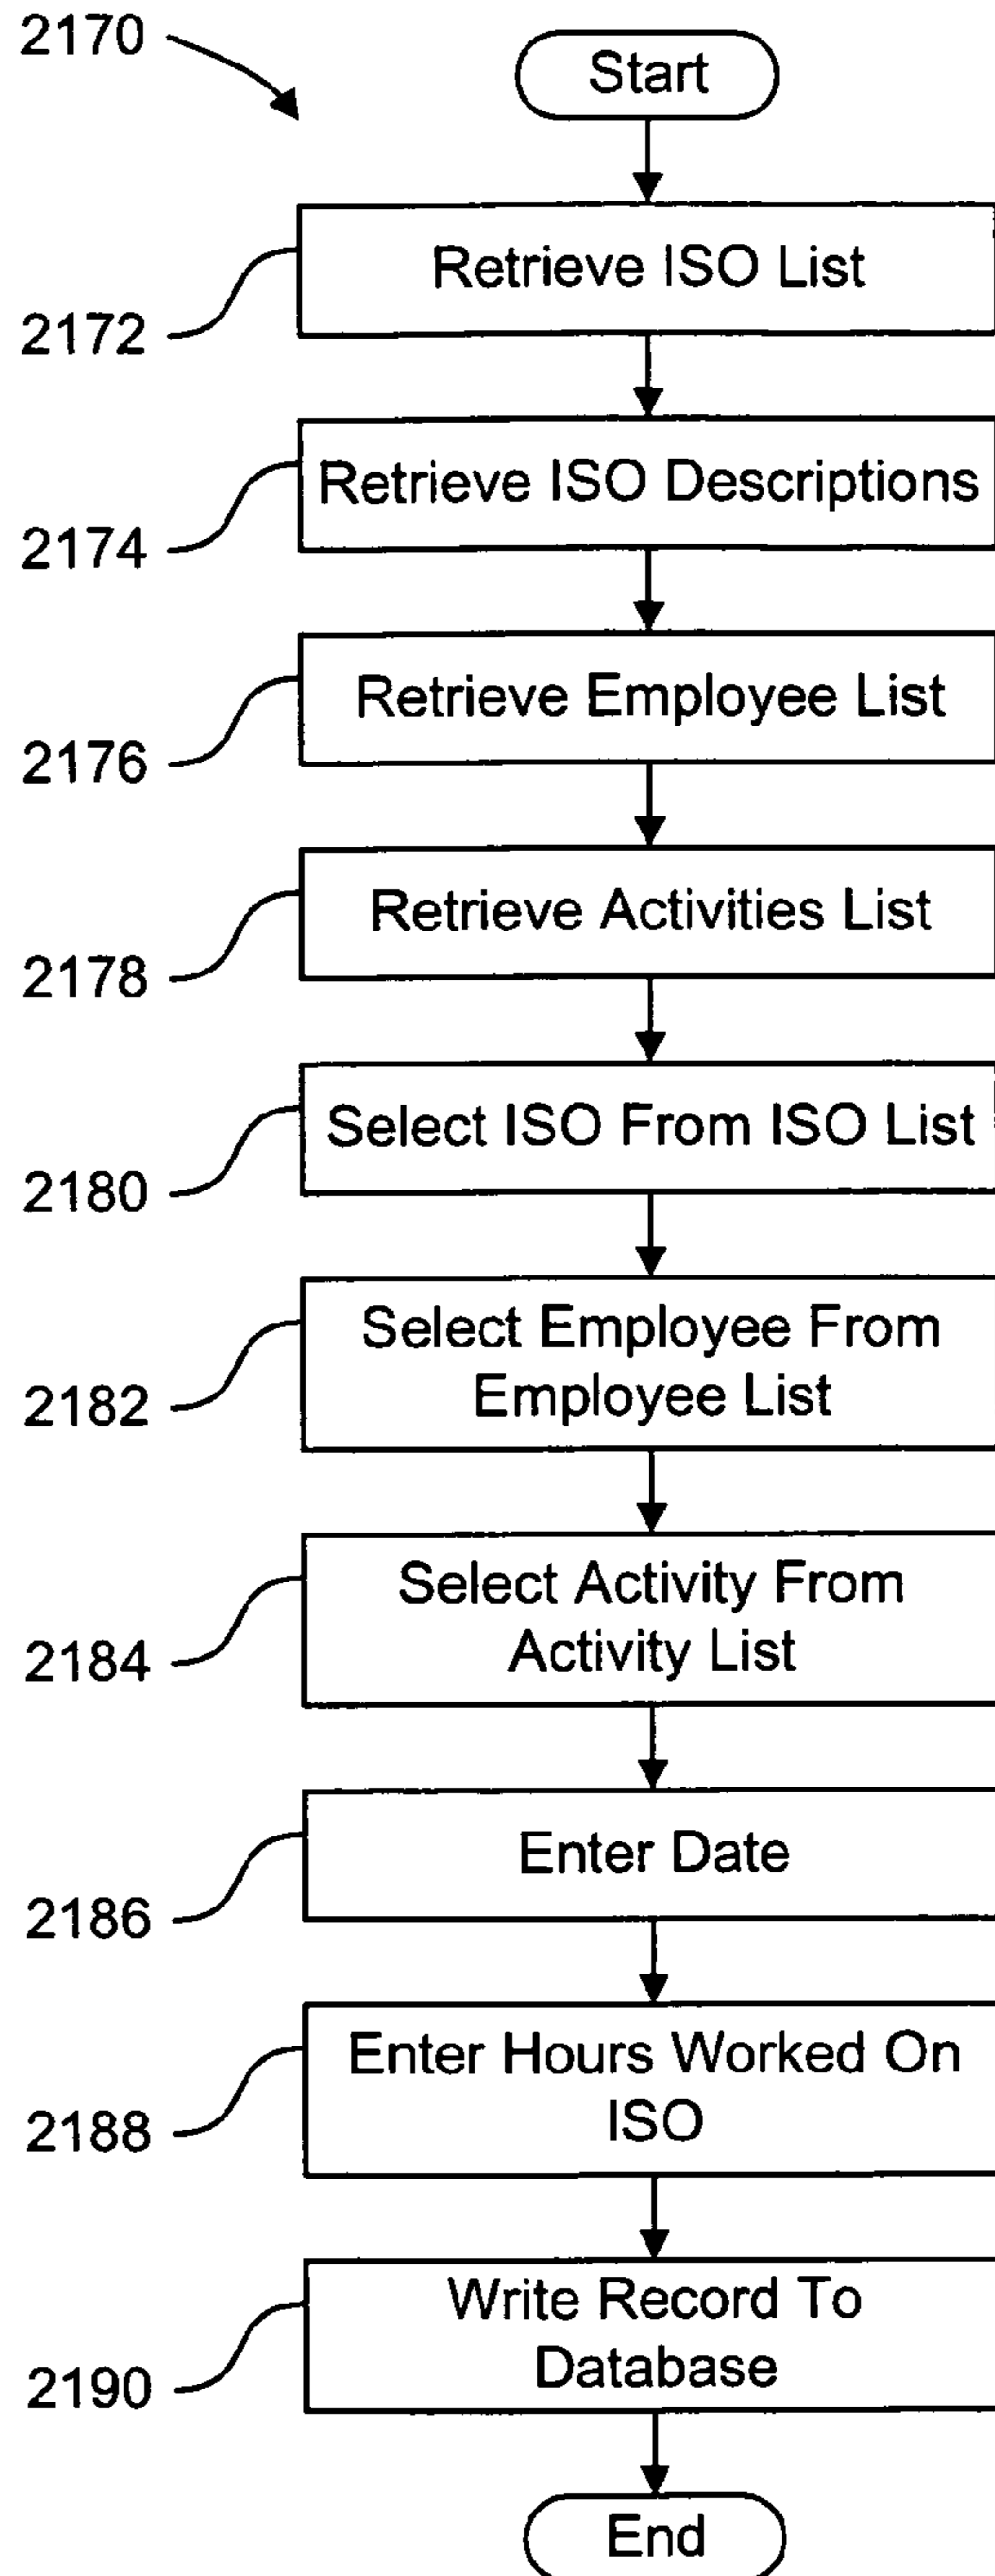 2170
Start
Retrieve ISO List
2172
Retrieve ISO Descriptions
2174
Retrieve Employee List
2176
Retrieve Activities List
2178
Select ISO From ISO List
2180
Select Employee From
Employee List
2182
Select Activity From
Activity List
2184
Enter Date
2186
Enter Hours Worked On
ISO
2188
Write Record To
Database
2190
End